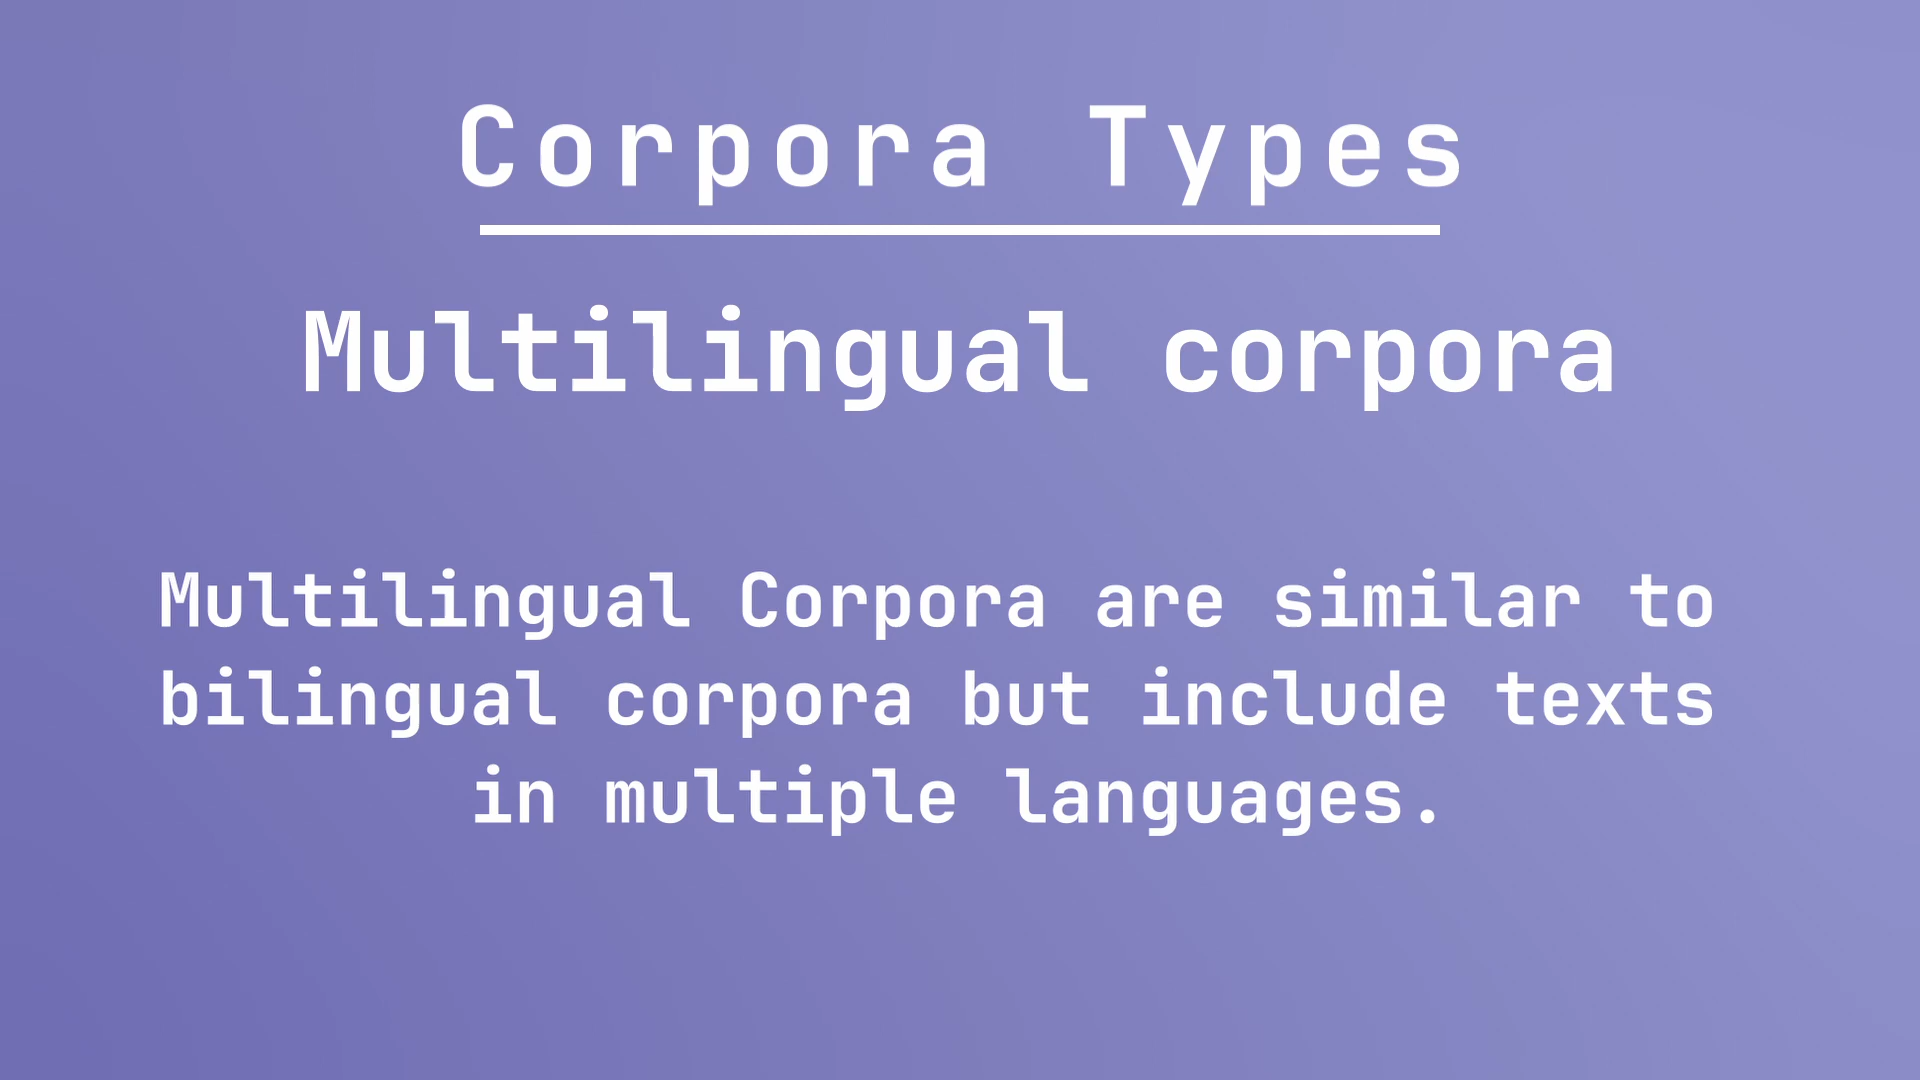 Corpora Types
Multilingual corpora
Multilingual Corpora are similar to
bilingual corpora but include texts
in multiple languages.